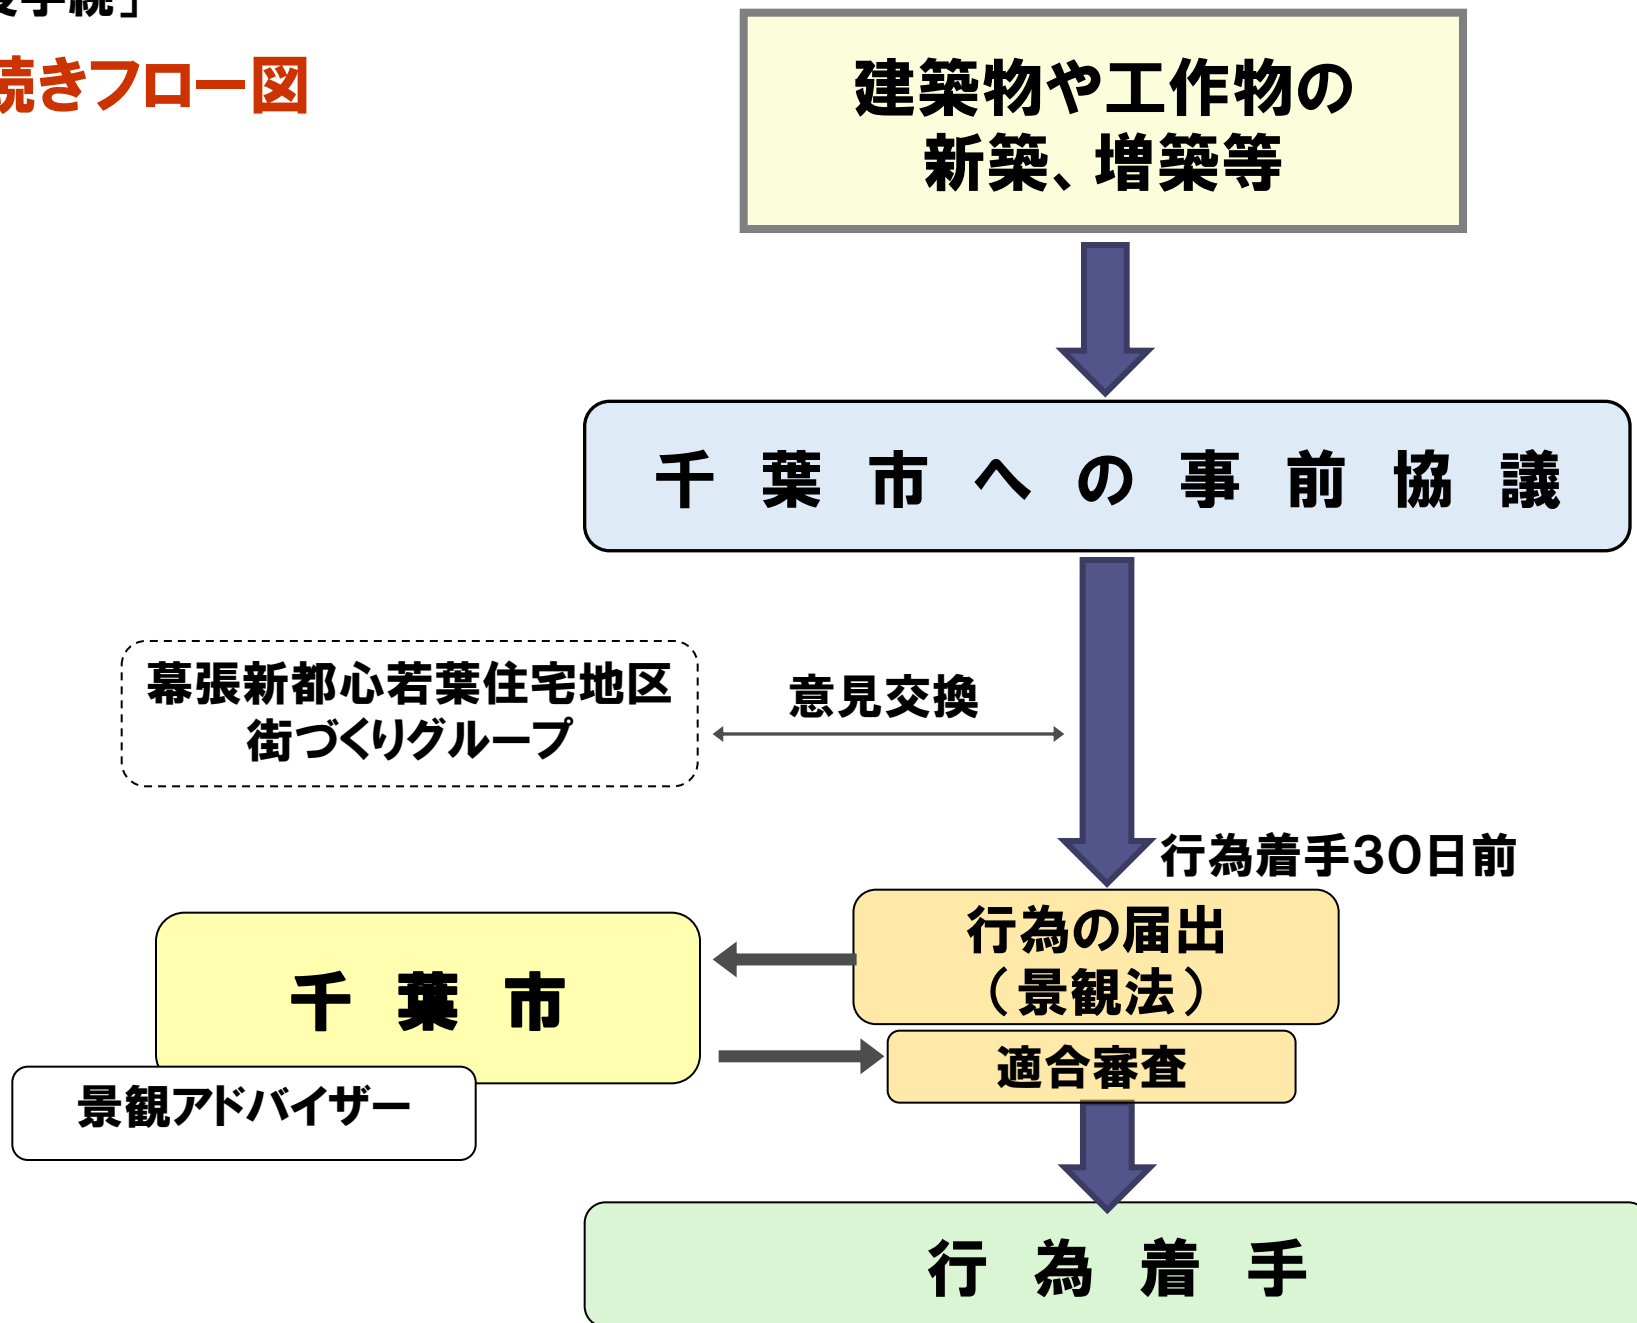 手続」
続きフロー図
建築物や工作物の
新築、増築等
千葉市への事前協議
幕張新都心若葉住宅地区
街づくりグループ
意見交換
行為着手30日前
行為の届出
（景観法）
千葉市
適合審査
景観アドバイザー
行為着手